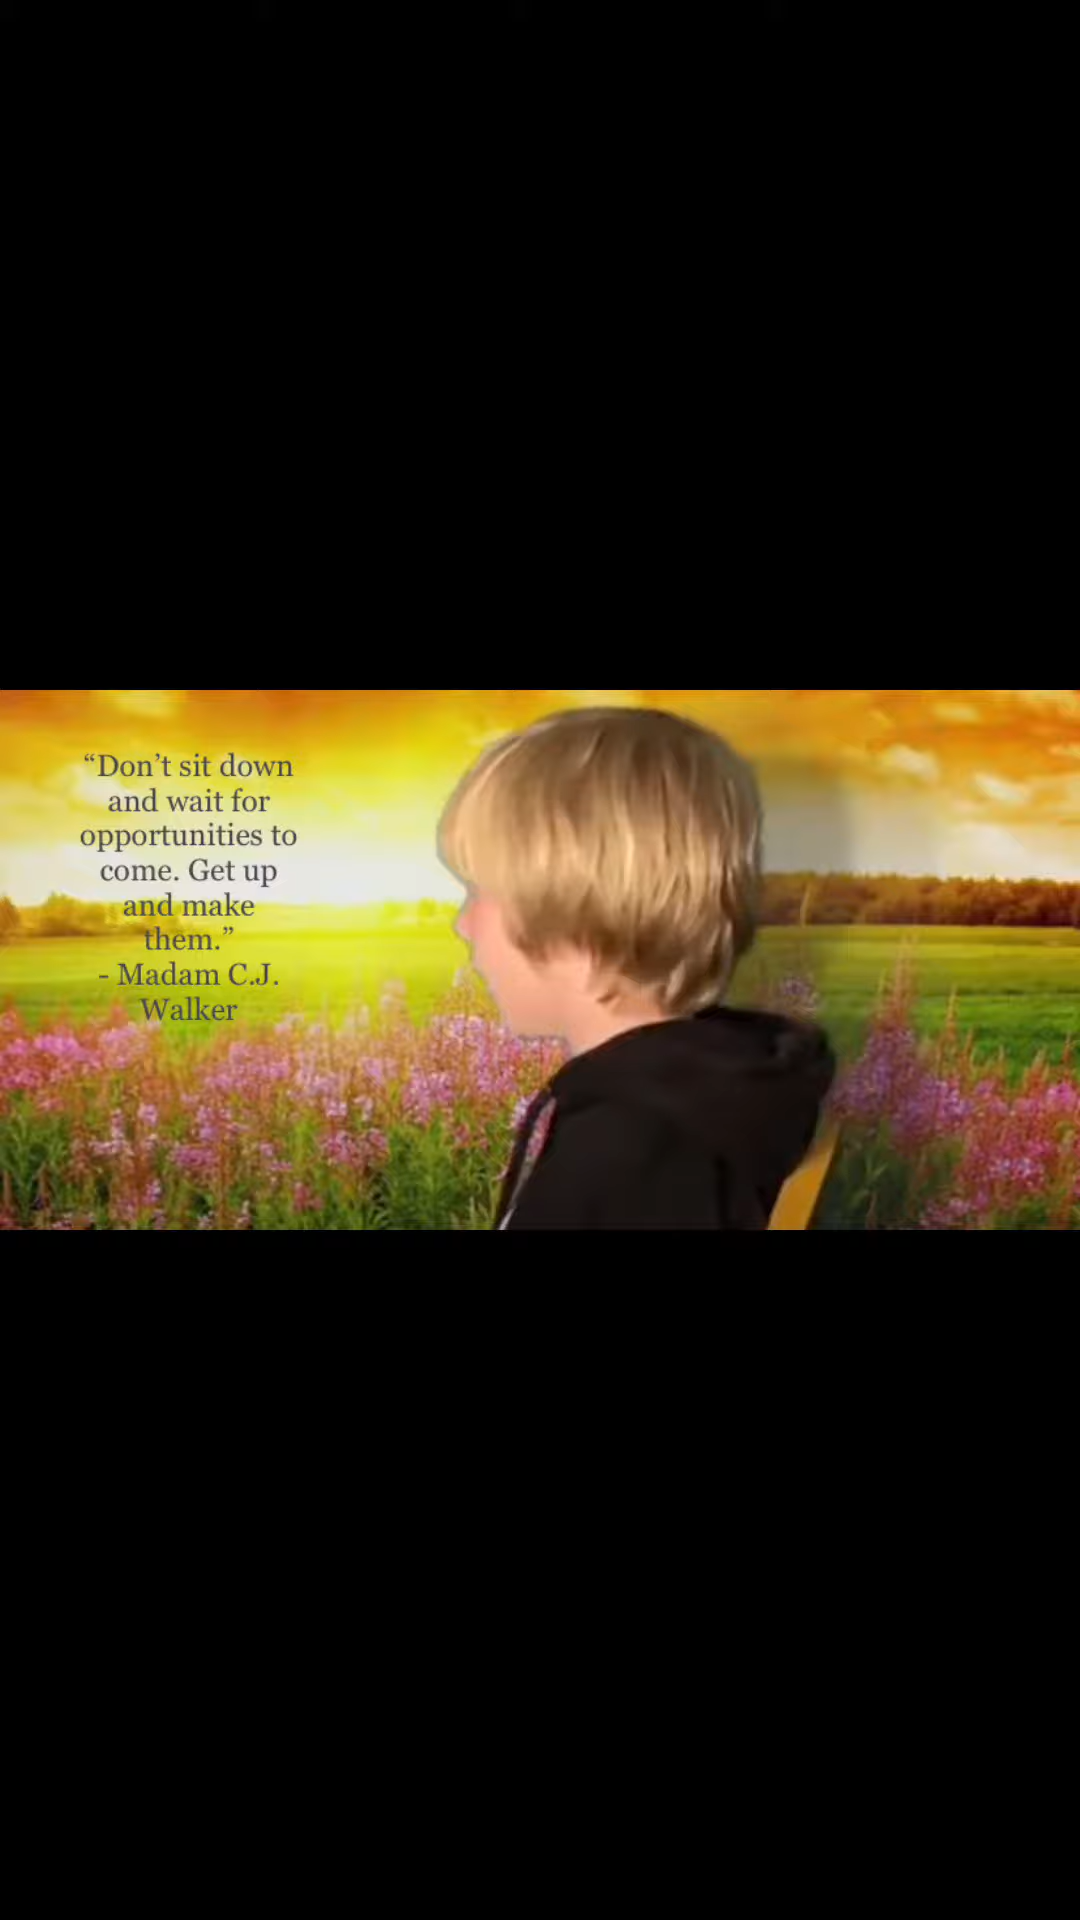 “Don’t sit down
and wait for
opportunities to
come. Get up
and make
them.”
- Madam C.J.
Walker